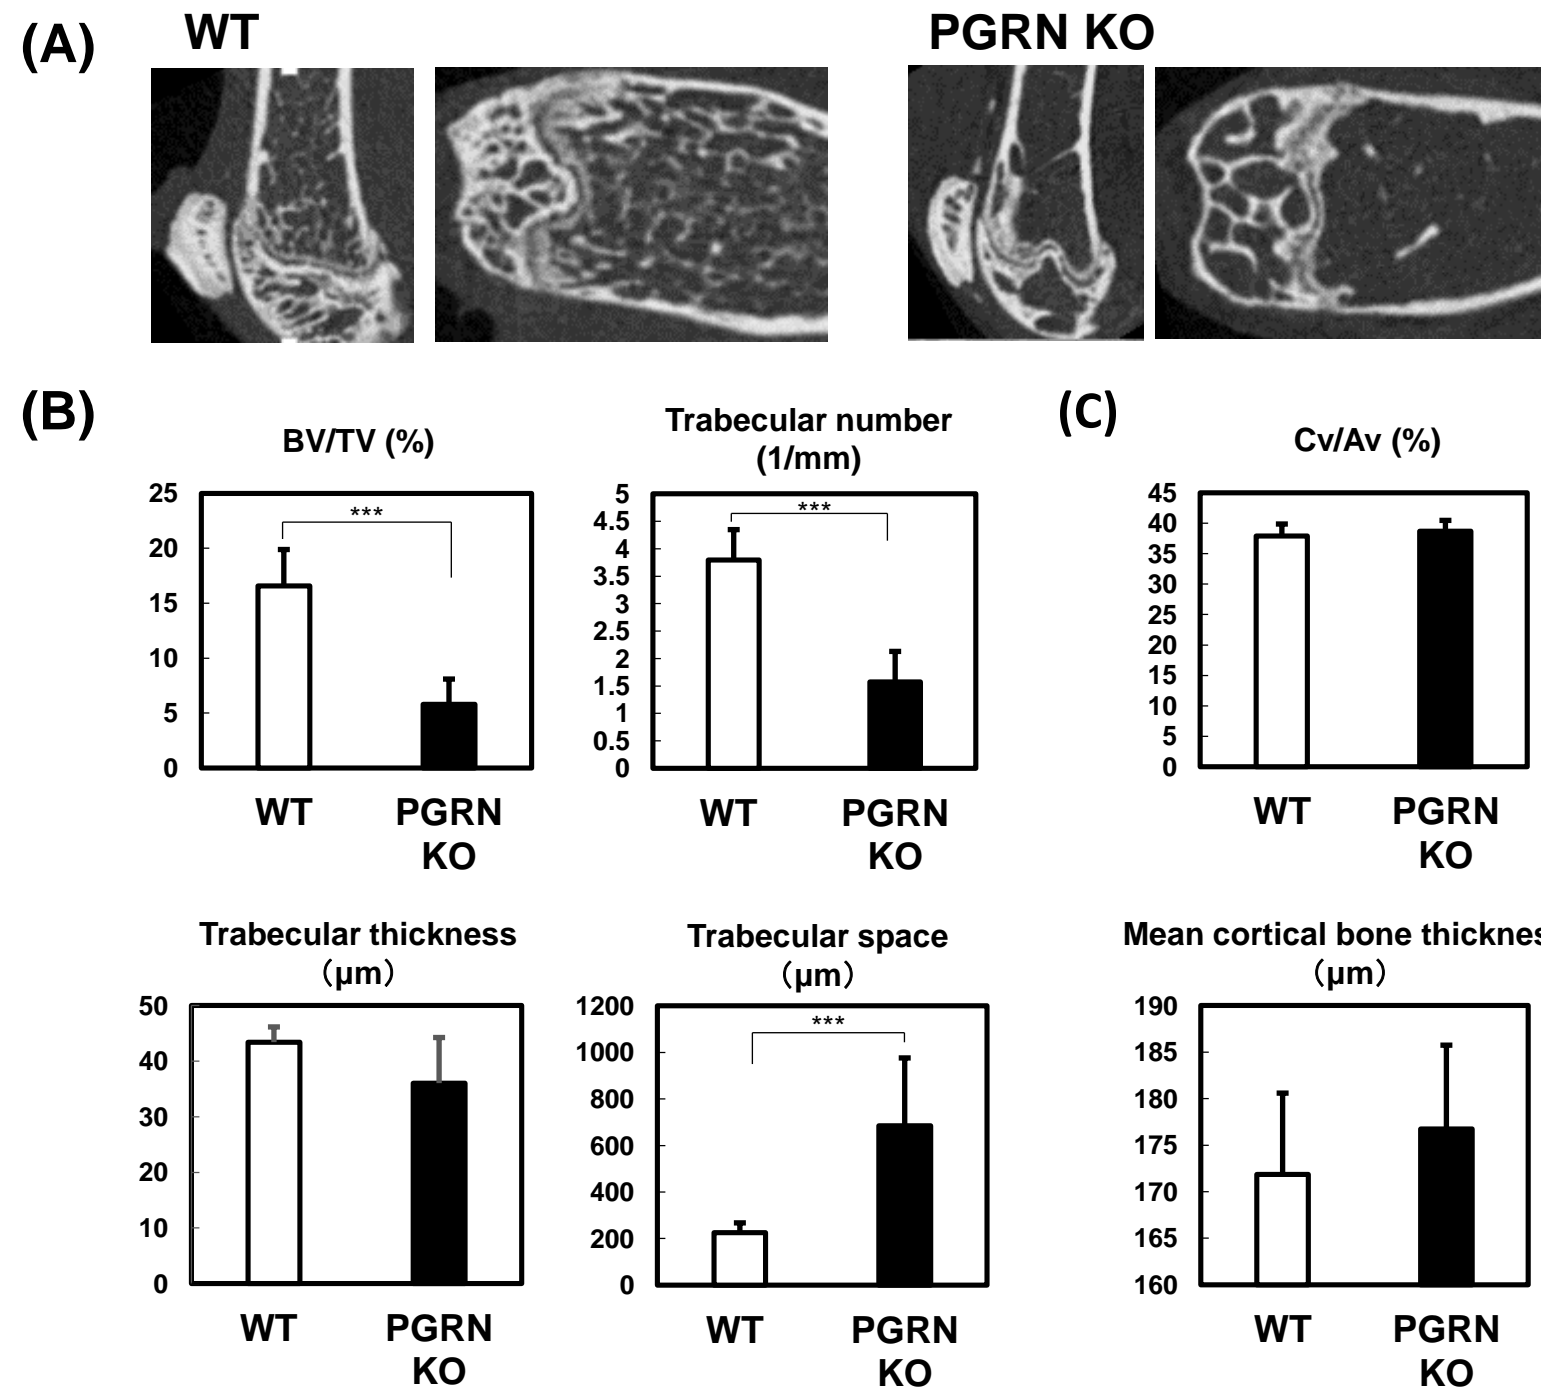 (A)
WT
PGRN KO
(B)
BV/TV (%)
25
20
15
10
5
0
***
WT
PGRN
KO
Trabecular number
(1/mm)
5
4.5
4
3.5
3
2.5
2
1.5
1
0.5
0
***
WT
PGRN
KO
(C)
Cv/Av (%)
45
40
35
30
25
20
15
10
5
0
WT
PGRN
KO
Trabecular thickness
(μm)
50
40
30
20
10
0
WT
PGRN
KO
Trabecular space
(μm)
1200
1000
800
600
400
200
0
***
WT
PGRN
KO
Mean cortical bone thicknes
(μm)
190
185
180
175
170
165
160
WT
PGRN
KO